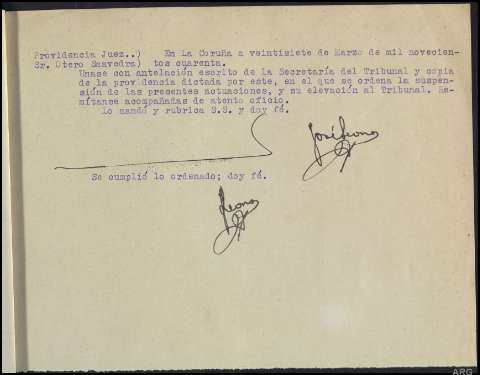 Providencia Juez..) En La Coruña a veintisiete de Marzo de mil novecien-
Sr. Otero Saavedra) tos cuarenta.
Unase con antelación escrito de la Secretaría del Tribunal y copia
de la providencia dictada por este, en el que se ordena la suspen-
sión de las presentes actuaciones, y su elevación al Tribunal. Re-
mítanse acompañadas de atento oficio.
Lo mandó y rubrica S.S. y doy fé.
José
Se cumplió lo ordenado; doy fé.
ARG